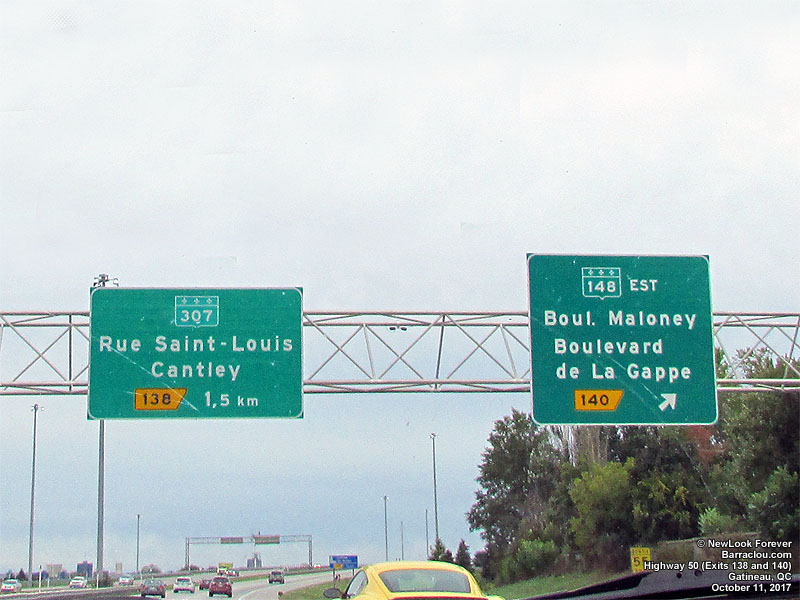 307
Rue Saint-Louis
Cantley
138 1,5 km
148 EST
Boul. Maloney
Boulevard
de La Gappe
140
55
© NewLook Forever
Barraclou.com
Highway 50 (Exits 138 and 140)
Gatineau, QC
October 11, 2017